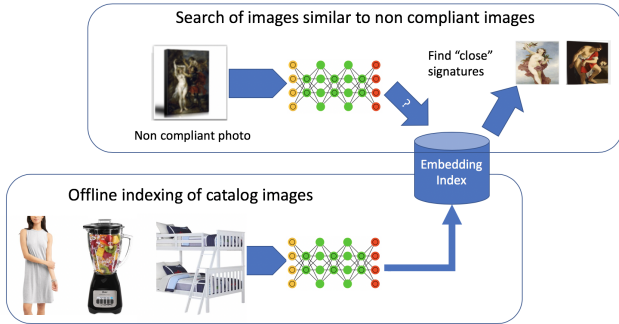 Search of images similar to non compliant images
Find “close”
signatures
Non compliant photo
?
Embedding
Index
Offline indexing of catalog images